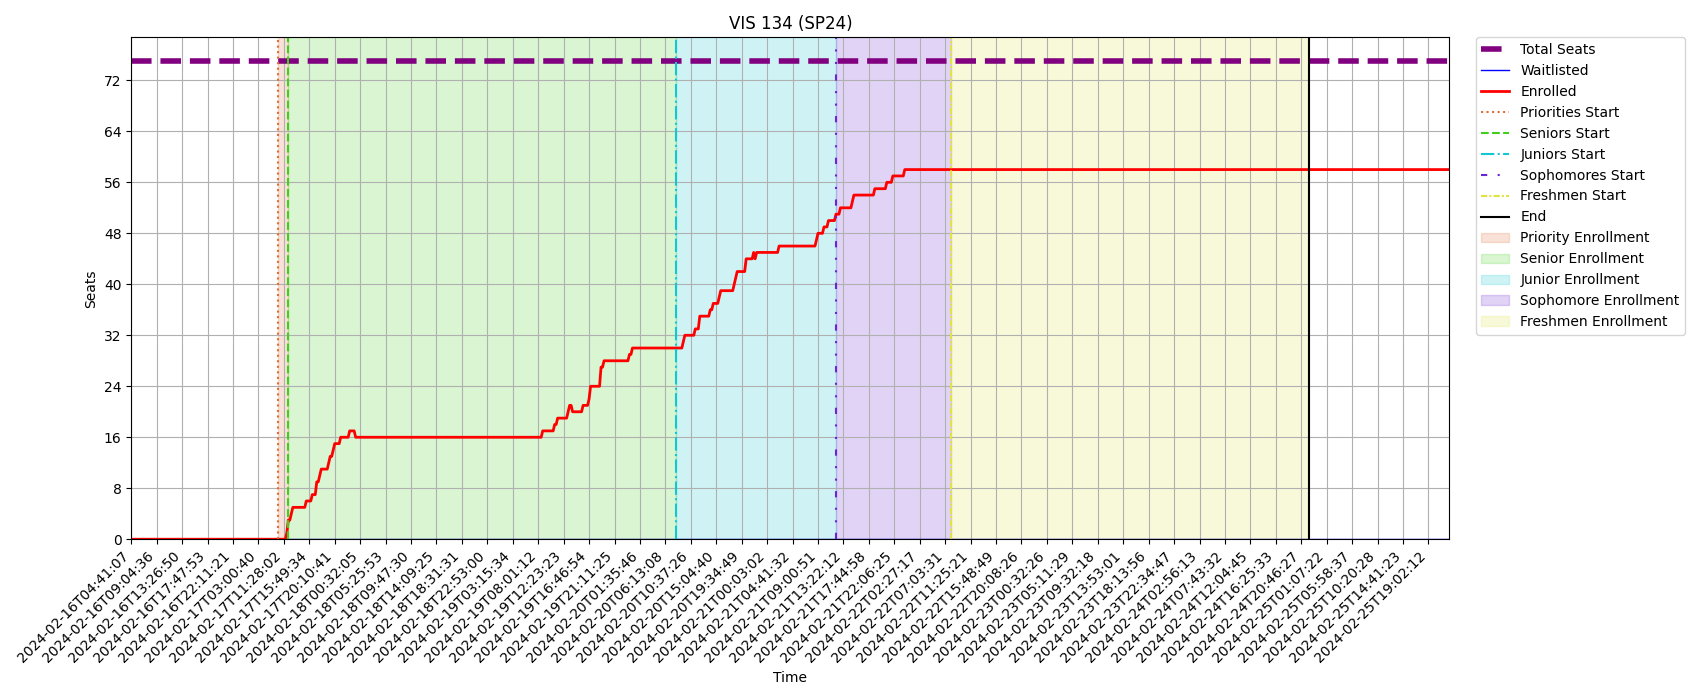 VIS 134 (SP24)
Seats
72
64
56
48
40
32
24
16
8
0
2024-02-16T04:41:07
2024-02-16T09:04:36
2024-02-16T13:26:50
2024-02-16T17:47:53
2024-02-16T22:11:21
2024-02-17T03:00:40
2024-02-17T11:28:02
2024-02-17T15:49:34
2024-02-17T20:10:41
2024-02-18T00:32:05
2024-02-18T05:25:53
2024-02-18T09:47:30
2024-02-18T14:09:25
2024-02-18T18:31:31
2024-02-18T22:53:00
2024-02-19T03:15:34
2024-02-19T08:01:12
2024-02-19T12:23:23
2024-02-19T16:46:54
2024-02-19T21:11:25
2024-02-20T01:35:46
2024-02-20T06:13:08
2024-02-20T10:37:26
2024-02-20T15:04:40
2024-02-20T19:34:49
2024-02-21T00:03:02
2024-02-21T04:41:32
2024-02-21T09:00:51
2024-02-21T13:22:12
2024-02-21T17:44:58
2024-02-21T22:06:25
2024-02-22T02:27:17
2024-02-22T07:03:31
2024-02-22T11:25:21
2024-02-22T15:48:49
2024-02-22T20:08:26
2024-02-23T00:32:26
2024-02-23T05:11:29
2024-02-23T09:32:18
2024-02-23T13:53:01
2024-02-23T18:13:56
2024-02-23T22:34:47
2024-02-24T02:56:13
2024-02-24T07:43:32
2024-02-24T12:04:45
2024-02-24T16:25:33
2024-02-24T20:46:27
2024-02-25T01:07:22
2024-02-25T05:58:37
2024-02-25T10:20:28
2024-02-25T14:41:23
2024-02-25T19:02:12
Time
Total Seats
Waitlisted
Enrolled
Priorities Start
Seniors Start
Juniors Start
Sophomores Start
Freshmen Start
End
Priority Enrollment
Senior Enrollment
Junior Enrollment
Sophomore Enrollment
Freshmen Enrollment